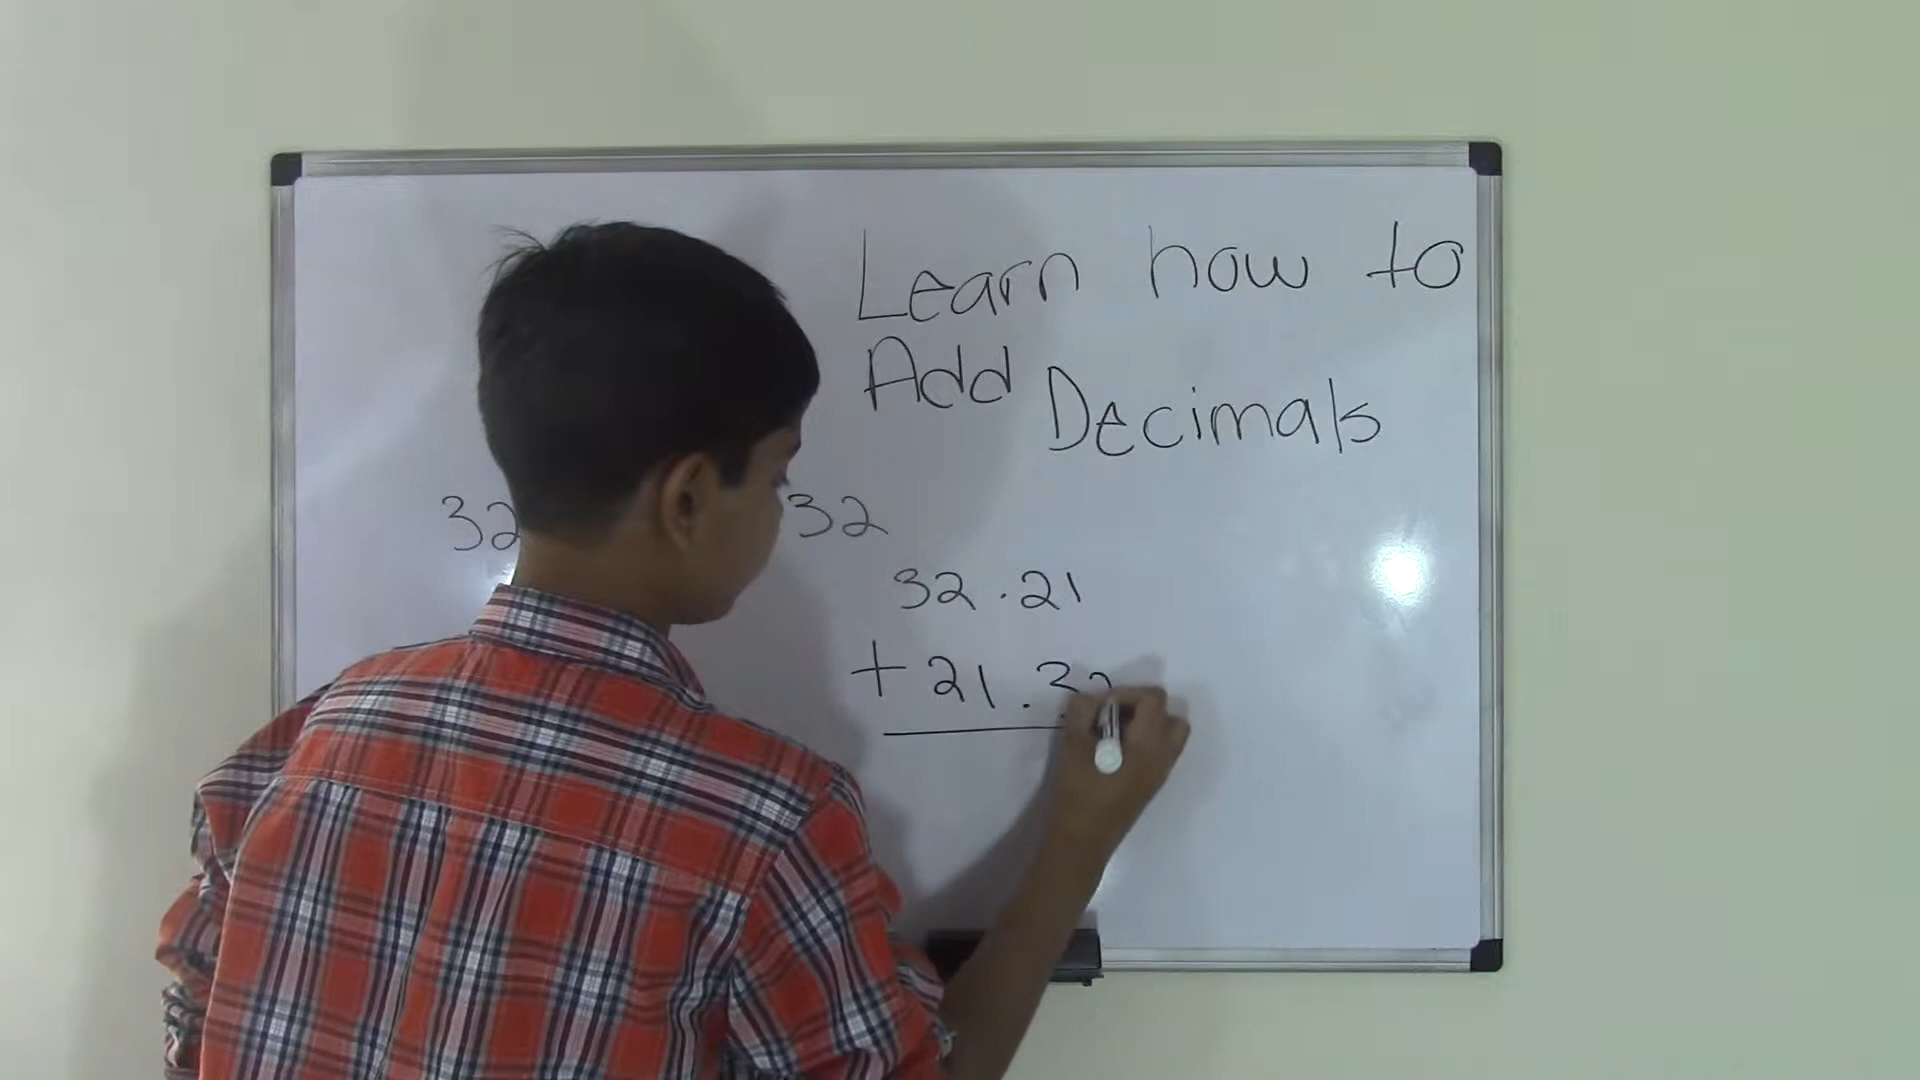 Learn how to
Add Decimals
32 32
32.21
+ 21.32